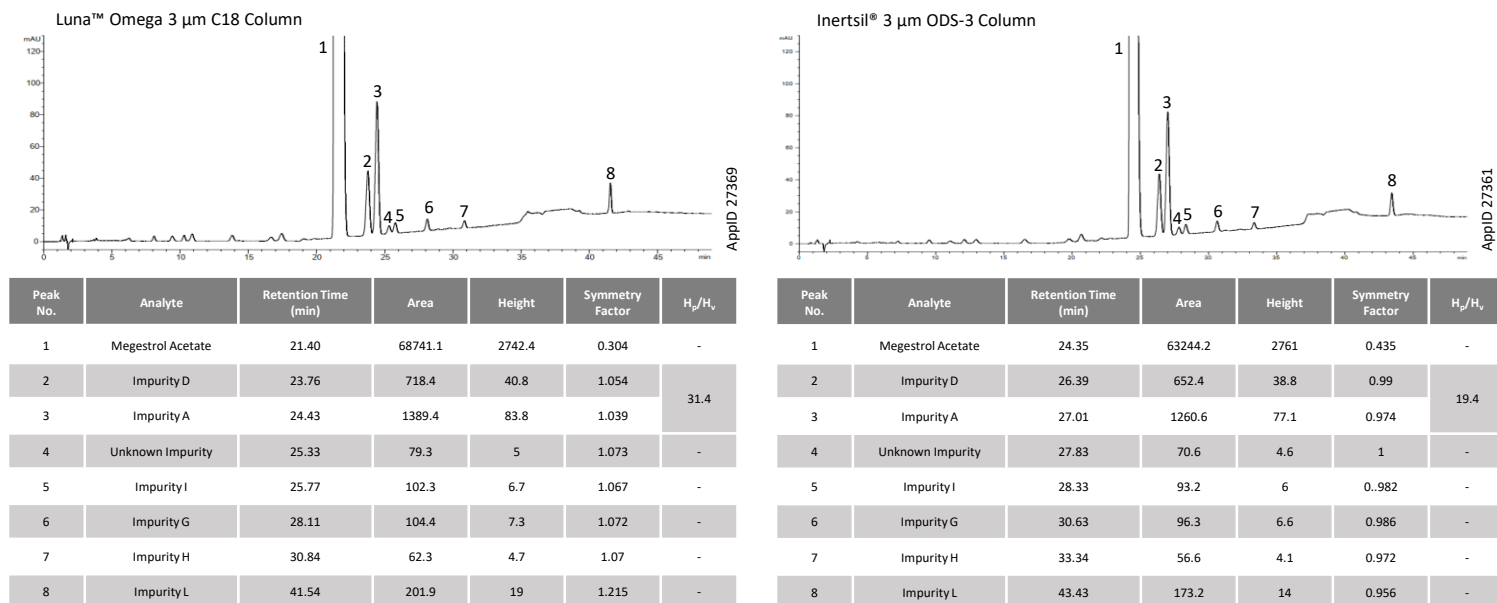 Luna™ Omega 3 µm C18 Column
mAU
120
100
80
60
40
20
0
0 5 10 15 20 25 30 35 40 45 min
1
2
3
4
5
6
7
8
AppID 27369
Peak No. Analyte Retention Time (min) Area Height Symmetry Factor Hp/Hv
1 Megestrol Acetate 21.40 68741.1 2742.4 0.304 -
2 Impurity D 23.76 718.4 40.8 1.054 31.4
3 Impurity A 24.43 1389.4 83.8 1.039
4 Unknown Impurity 25.33 79.3 5 1.073 -
5 Impurity I 25.77 102.3 6.7 1.067 -
6 Impurity G 28.11 104.4 7.3 1.072 -
7 Impurity H 30.84 62.3 4.7 1.07 -
8 Impurity L 41.54 201.9 19 1.215 -
Inertsil® 3 µm ODS-3 Column
mAU
120
100
80
60
40
20
0
0 5 10 15 20 25 30 35 40 45 min
1
2
3
4
5
6
7
8
AppID 27361
Peak No. Analyte Retention Time (min) Area Height Symmetry Factor Hp/Hv
1 Megestrol Acetate 24.35 63244.2 2761 0.435 -
2 Impurity D 26.39 652.4 38.8 0.99 19.4
3 Impurity A 27.01 1260.6 77.1 0.974
4 Unknown Impurity 27.83 70.6 4.6 1 -
5 Impurity I 28.33 93.2 6 0..982 -
6 Impurity G 30.63 96.3 6.6 0.986 -
7 Impurity H 33.34 56.6 4.1 0.972 -
8 Impurity L 43.43 173.2 14 0.956 -